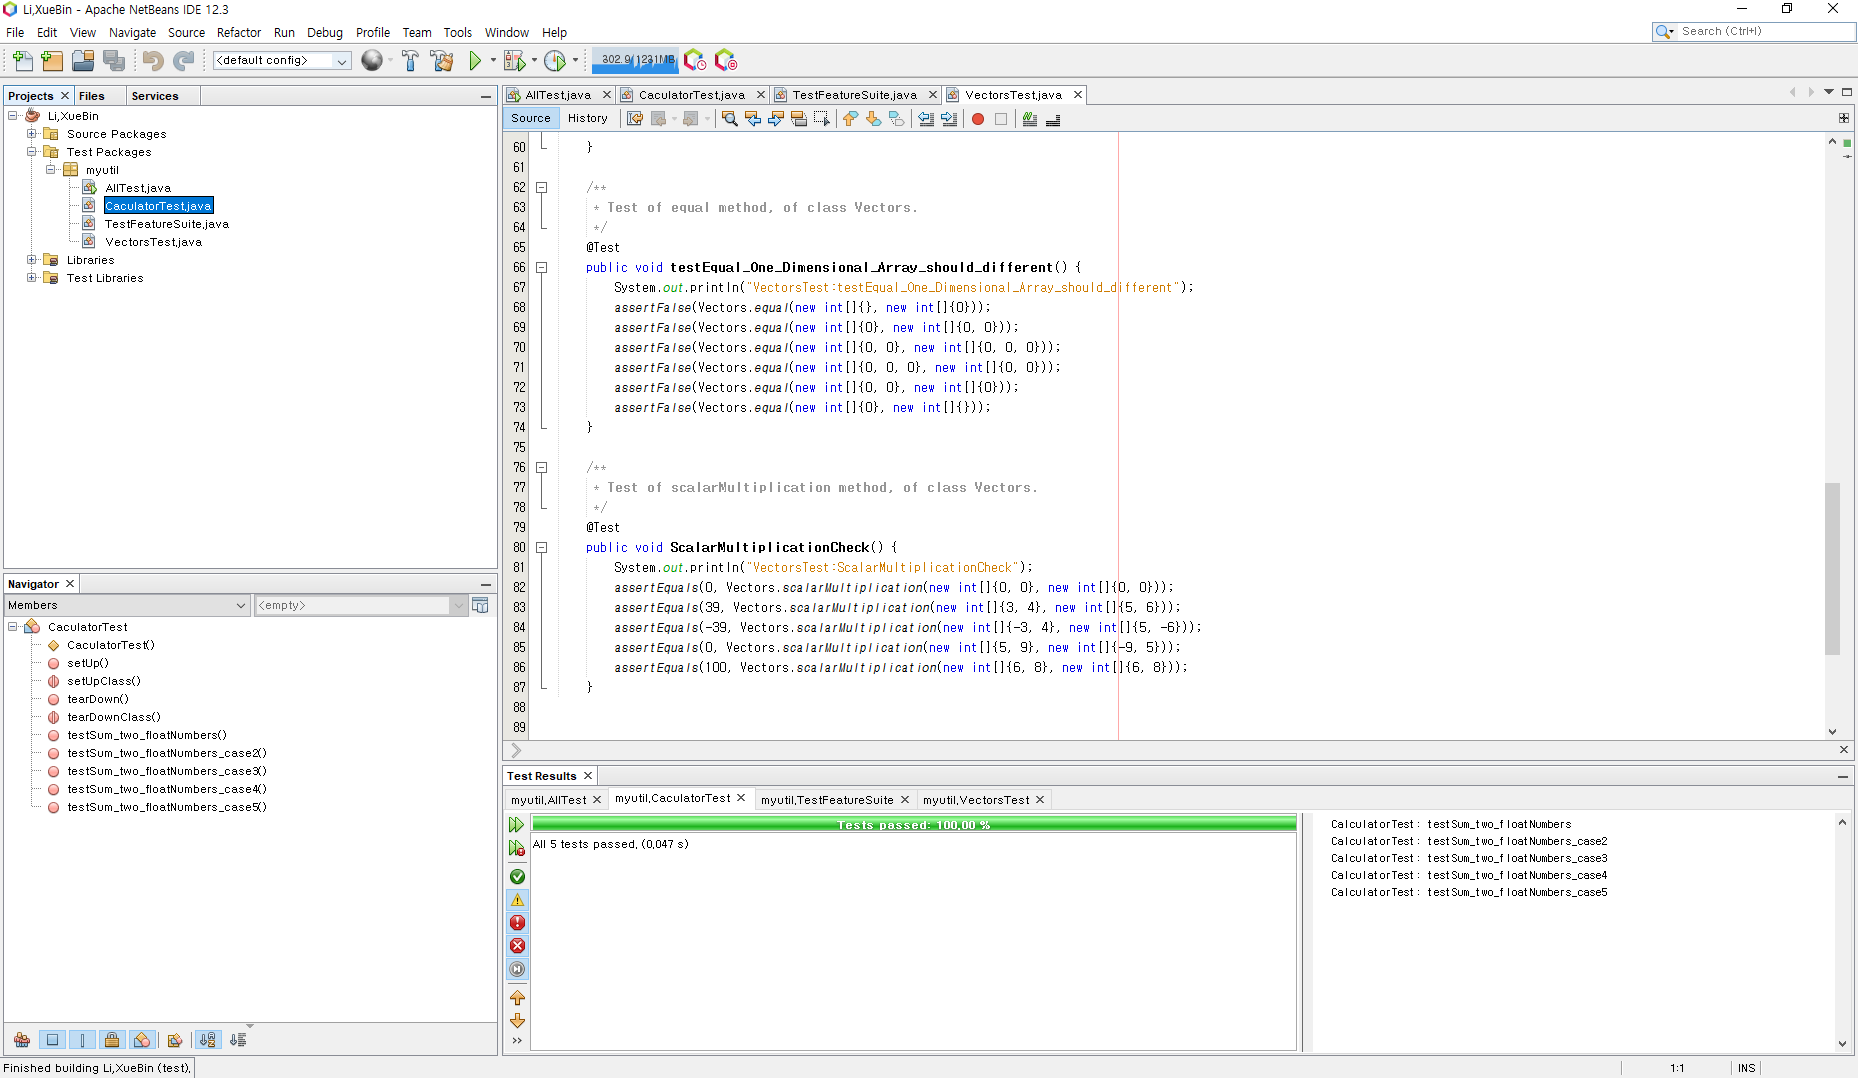 Li,XueBin - Apache NetBeans IDE 12.3
File Edit View Navigate Source Refactor Run Debug Profile Team Tools Window Help
Search (Ctrl+I)
<default config>
302.9/1231MB
Projects Files Services
Li,XueBin
Source Packages
Test Packages
myutil
AllTest.java
CaculatorTest.java
TestFeatureSuite.java
VectorsTest.java
Libraries
Test Libraries
Navigator
Members
<empty>
CaculatorTest
CaculatorTest()
setUp()
setUpClass()
tearDown()
tearDownClass()
testSum_two_floatNumbers()
testSum_two_floatNumbers_case2()
testSum_two_floatNumbers_case3()
testSum_two_floatNumbers_case4()
testSum_two_floatNumbers_case5()
AllTest.java CaculatorTest.java TestFeatureSuite.java VectorsTest.java
Source History
60 }
61
62 /**
63 * Test of equal method, of class Vectors.
64 */
65 @Test
66 public void testEqual_One_Dimensional_Array_should_different() {
67 System.out.println("VectorsTest:testEqual_One_Dimensional_Array_should_different");
68 assertFalse(Vectors.equal(new int[]{}, new int[]{0}));
69 assertFalse(Vectors.equal(new int[]{0}, new int[]{0, 0}));
70 assertFalse(Vectors.equal(new int[]{0, 0}, new int[]{0, 0, 0}));
71 assertFalse(Vectors.equal(new int[]{0, 0, 0}, new int[]{0, 0}));
72 assertFalse(Vectors.equal(new int[]{0, 0}, new int[]{0}));
73 assertFalse(Vectors.equal(new int[]{0}, new int[]{}));
74 }
75
76 /**
77 * Test of scalarMultiplication method, of class Vectors.
78 */
79 @Test
80 public void ScalarMultiplicationCheck() {
81 System.out.println("VectorsTest:ScalarMultiplicationCheck");
82 assertEquals(0, Vectors.scalarMultiplication(new int[]{0, 0}, new int[]{0, 0}));
83 assertEquals(39, Vectors.scalarMultiplication(new int[]{3, 4}, new int[]{5, 6}));
84 assertEquals(-39, Vectors.scalarMultiplication(new int[]{-3, 4}, new int[]{5, -6}));
85 assertEquals(0, Vectors.scalarMultiplication(new int[]{5, 9}, new int[]{-9, 5}));
86 assertEquals(100, Vectors.scalarMultiplication(new int[]{6, 8}, new int[]{6, 8}));
87 }
88
89
Test Results
myutil.AllTest myutil.CaculatorTest myutil.TestFeatureSuite myutil.VectorsTest
Tests passed: 100,00 %
All 5 tests passed. (0,047 s)
CalculatorTest: testSum_two_floatNumbers
CalculatorTest: testSum_two_floatNumbers_case2
CalculatorTest: testSum_two_floatNumbers_case3
CalculatorTest: testSum_two_floatNumbers_case4
CalculatorTest: testSum_two_floatNumbers_case5
Finished building Li,XueBin (test).
1:1 INS